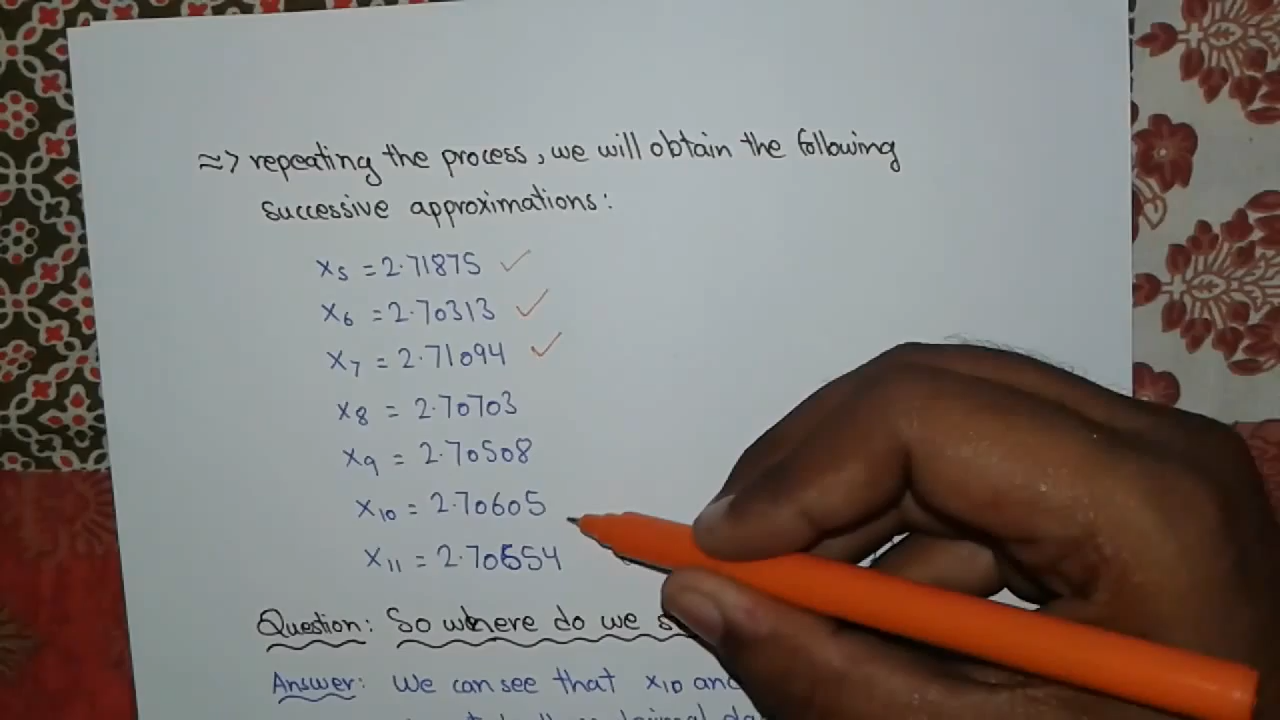 ≈> repeating the process, we will obtain the following
successive approximations:
x5 = 2.71875 ✓
x6 = 2.70313 ✓
x7 = 2.71094 ✓
x8 = 2.70703
x9 = 2.70508
x10 = 2.70605
x11 = 2.70654
Question: So where do we
Answer: We can see that x10 and